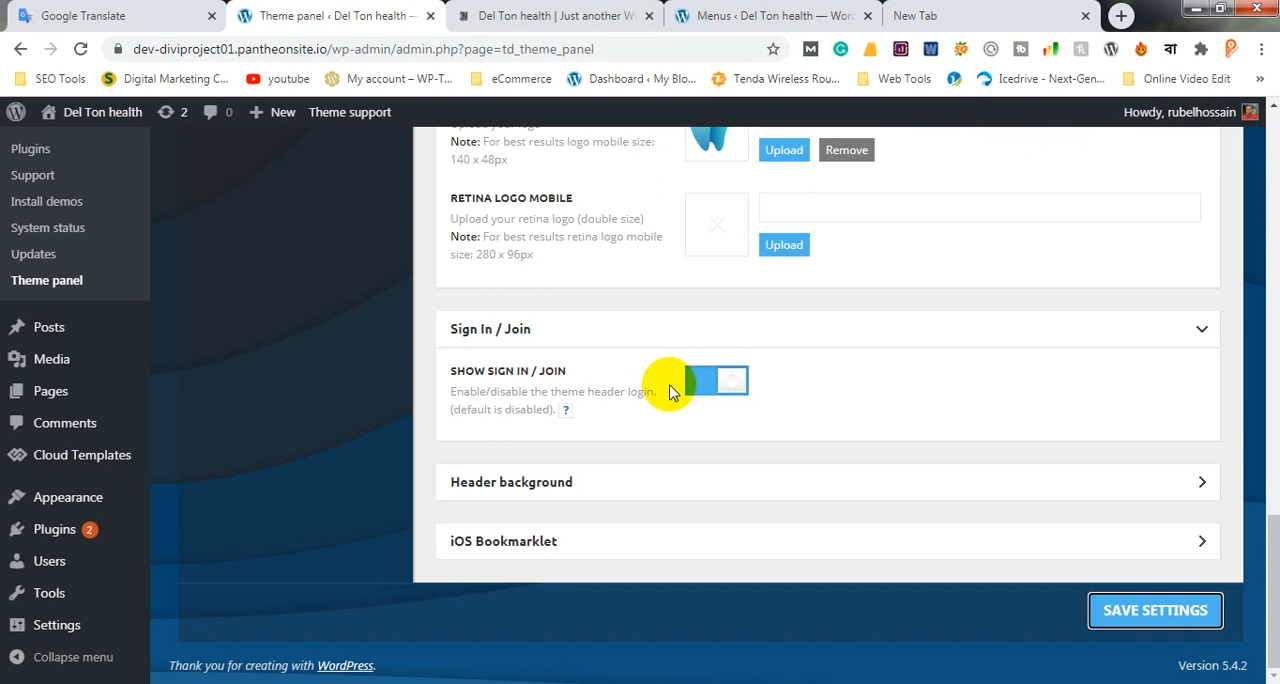 Google Translate
Theme panel ‹ Del Ton health —
Del Ton health | Just another W
Menus ‹ Del Ton health — Wor
New Tab
dev-diviproject01.pantheonsite.io/wp-admin/admin.php?page=td_theme_panel
SEO Tools
Digital Marketing C...
youtube
My account – WP-T...
eCommerce
Dashboard ‹ My Blo...
Tenda Wireless Rou...
Web Tools
Icedrive - Next-Gen...
Online Video Edit
»
Del Ton health
2
0
New
Theme support
Howdy, rubelhossain
Plugins
Support
Install demos
System status
Updates
Theme panel
Posts
Media
Pages
Comments
Cloud Templates
Appearance
Plugins 2
Users
Tools
Settings
Collapse menu
Note: For best results logo mobile size:
140 x 48px
Upload
Remove
RETINA LOGO MOBILE
Upload your retina logo (double size)
Note: For best results retina logo mobile
size: 280 x 96px
Upload
Sign In / Join
SHOW SIGN IN / JOIN
Enable/disable the theme header login.
(default is disabled). ?
Header background
iOS Bookmarklet
SAVE SETTINGS
Thank you for creating with WordPress.
Version 5.4.2